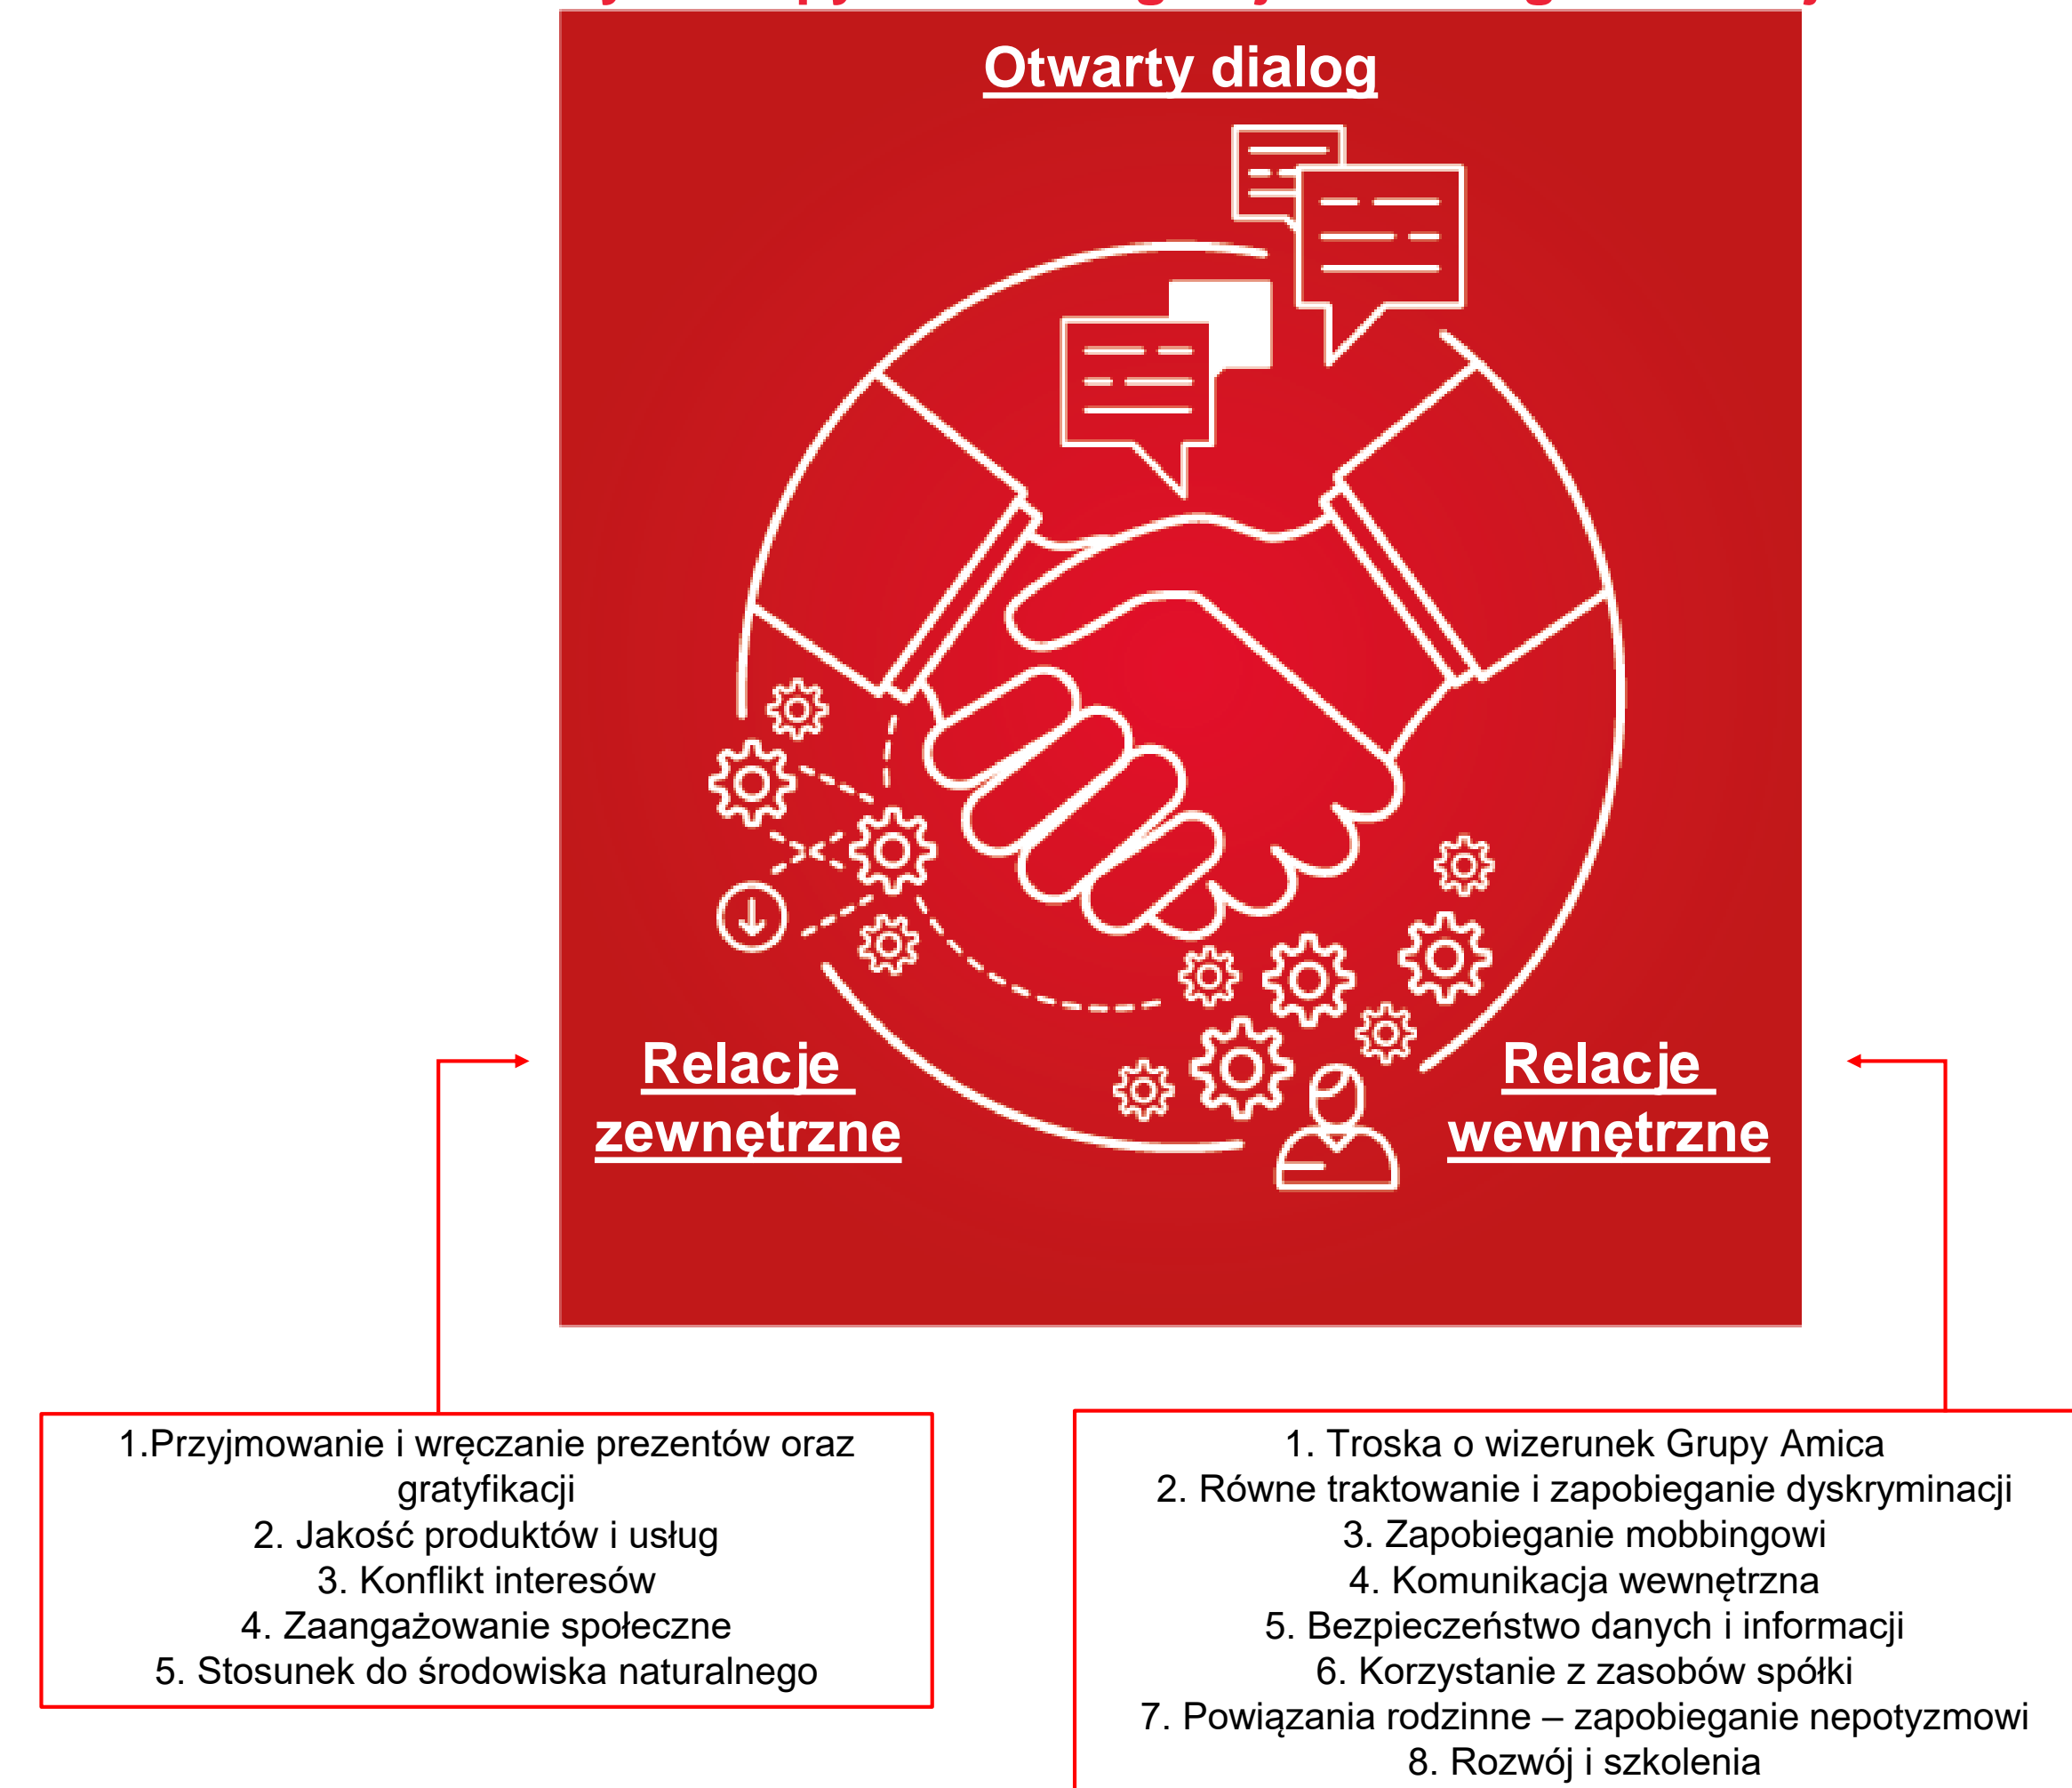 Otwarty dialog
Relacje
zewnętrzne
Relacje
wewnętrzne
1.Przyjmowanie i wręczanie prezentów oraz
gratyfikacji
2. Jakość produktów i usług
3. Konflikt interesów
4. Zaangażowanie społeczne
5. Stosunek do środowiska naturalnego
1. Troska o wizerunek Grupy Amica
2. Równe traktowanie i zapobieganie dyskryminacji
3. Zapobieganie mobbingowi
4. Komunikacja wewnętrzna
5. Bezpieczeństwo danych i informacji
6. Korzystanie z zasobów spółki
7. Powiązania rodzinne – zapobieganie nepotyzmowi
8. Rozwój i szkolenia